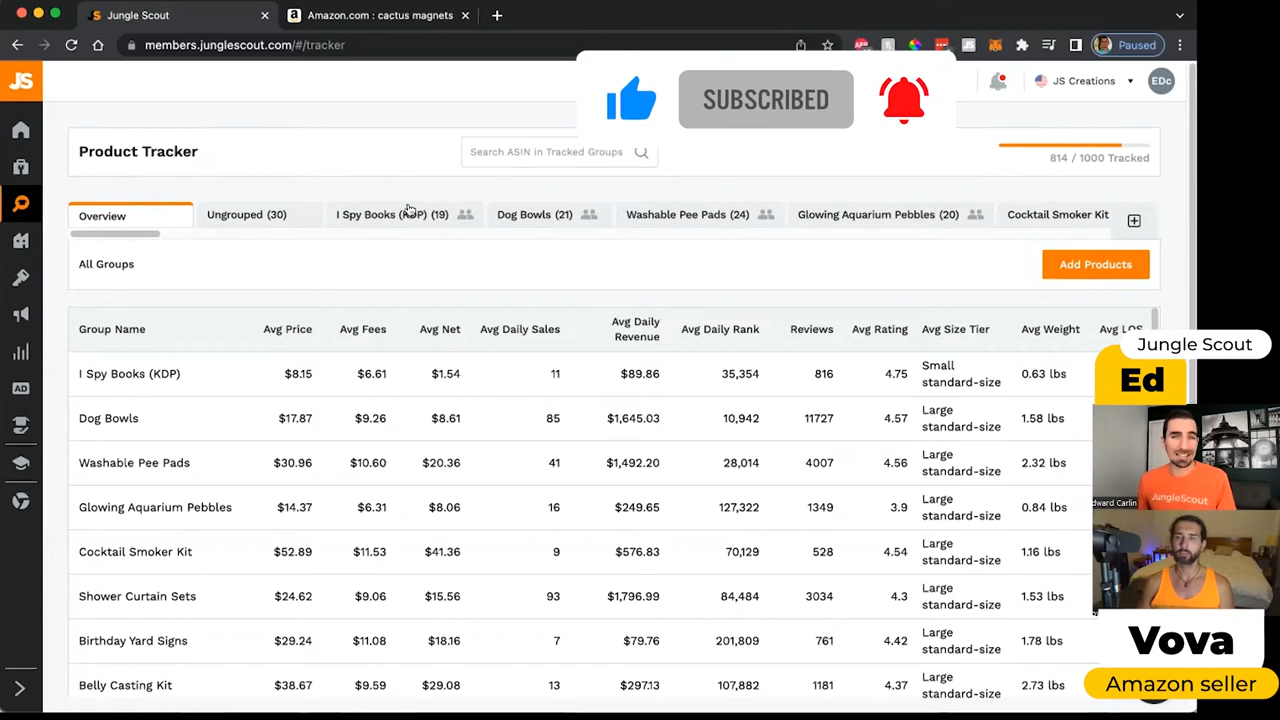 Jungle Scout
Amazon.com : cactus magnets
members.junglescout.com/#/tracker
Paused
JS
SUBSCRIBED
JS Creations
EDc
Product Tracker
Search ASIN in Tracked Groups
814 / 1000 Tracked
Overview
Ungrouped (30)
I Spy Books (KDP) (19)
Dog Bowls (21)
Washable Pee Pads (24)
Glowing Aquarium Pebbles (20)
Cocktail Smoker Kit
All Groups
Add Products
Group Name Avg Price Avg Fees Avg Net Avg Daily Sales Avg Daily Revenue Avg Daily Rank Reviews Avg Rating Avg Size Tier Avg Weight Avg LQS
I Spy Books (KDP) $8.15 $6.61 $1.54 11 $89.86 35,354 816 4.75 Small standard-size 0.63 lbs
Dog Bowls $17.87 $9.26 $8.61 85 $1,645.03 10,942 11727 4.57 Large standard-size 1.58 lbs
Washable Pee Pads $30.96 $10.60 $20.36 41 $1,492.20 28,014 4007 4.56 Large standard-size 2.32 lbs
Glowing Aquarium Pebbles $14.37 $6.31 $8.06 16 $249.65 127,322 1349 3.9 Large standard-size 0.84 lbs
Cocktail Smoker Kit $52.89 $11.53 $41.36 9 $576.83 70,129 528 4.54 Large standard-size 1.16 lbs
Shower Curtain Sets $24.62 $9.06 $15.56 93 $1,796.99 84,484 3034 4.3 Large standard-size 1.53 lbs
Birthday Yard Signs $29.24 $11.08 $18.16 7 $79.76 201,809 761 4.42 Large standard-size 1.78 lbs
Belly Casting Kit $38.67 $9.59 $29.08 13 $297.13 107,882 1181 4.37 Large standard-size 2.73 lbs
AD
Jungle Scout
Ed
JungleScout
Edward Carlin
Vova
Amazon seller